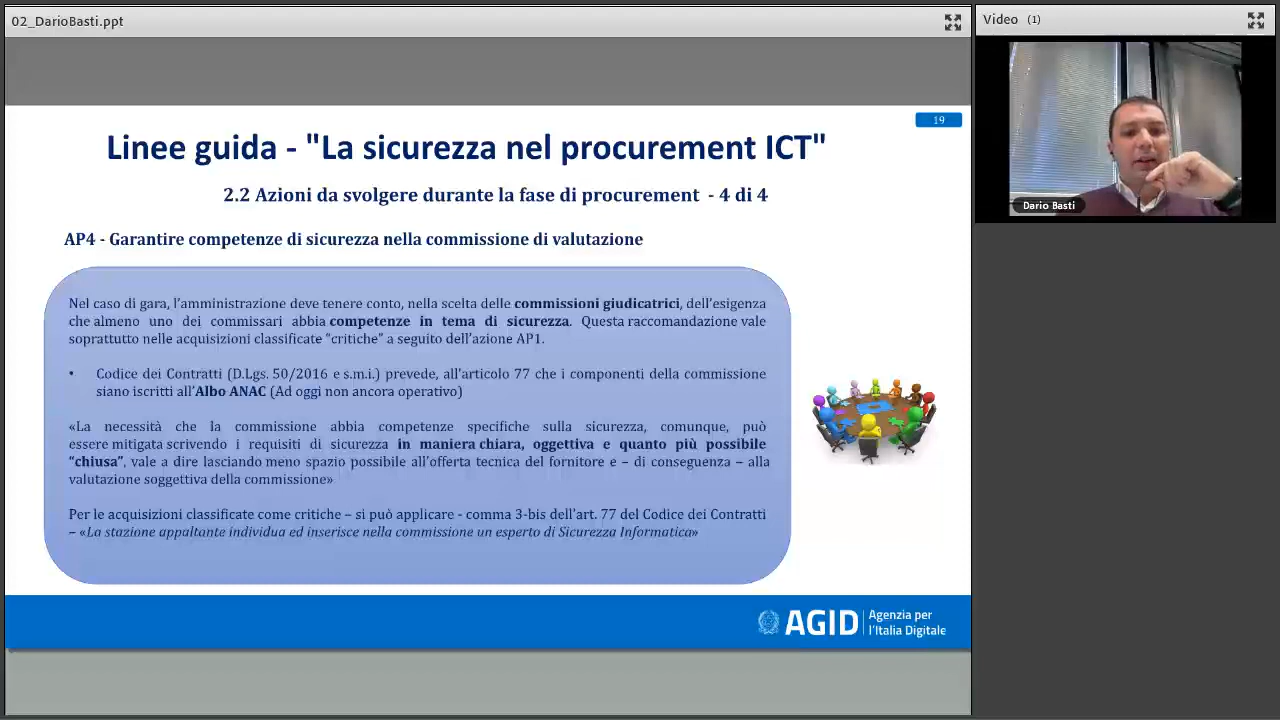 02_DarioBasti.ppt
Video (1)
19
Linee guida - "La sicurezza nel procurement ICT"
2.2 Azioni da svolgere durante la fase di procurement - 4 di 4
AP4 - Garantire competenze di sicurezza nella commissione di valutazione
Nel caso di gara, l'amministrazione deve tenere conto, nella scelta delle commissioni giudicatrici, dell'esigenza
che almeno uno dei commissari abbia competenze in tema di sicurezza. Questa raccomandazione vale
soprattutto nelle acquisizioni classificate "critiche" a seguito dell'azione AP1.
• Codice dei Contratti (D.Lgs. 50/2016 e s.m.i.) prevede, all'articolo 77 che i componenti della commissione
siano iscritti all'Albo ANAC (Ad oggi non ancora operativo)
«La necessità che la commissione abbia competenze specifiche sulla sicurezza, comunque, può
essere mitigata scrivendo i requisiti di sicurezza in maniera chiara, oggettiva e quanto più possibile
"chiusa", vale a dire lasciando meno spazio possibile all'offerta tecnica del fornitore e – di conseguenza – alla
valutazione soggettiva della commissione»
Per le acquisizioni classificate come critiche – si può applicare - comma 3-bis dell'art. 77 del Codice dei Contratti
– «La stazione appaltante individua ed inserisce nella commissione un esperto di Sicurezza Informatica»
AGID
Agenzia per
l'Italia Digitale
Dario Basti